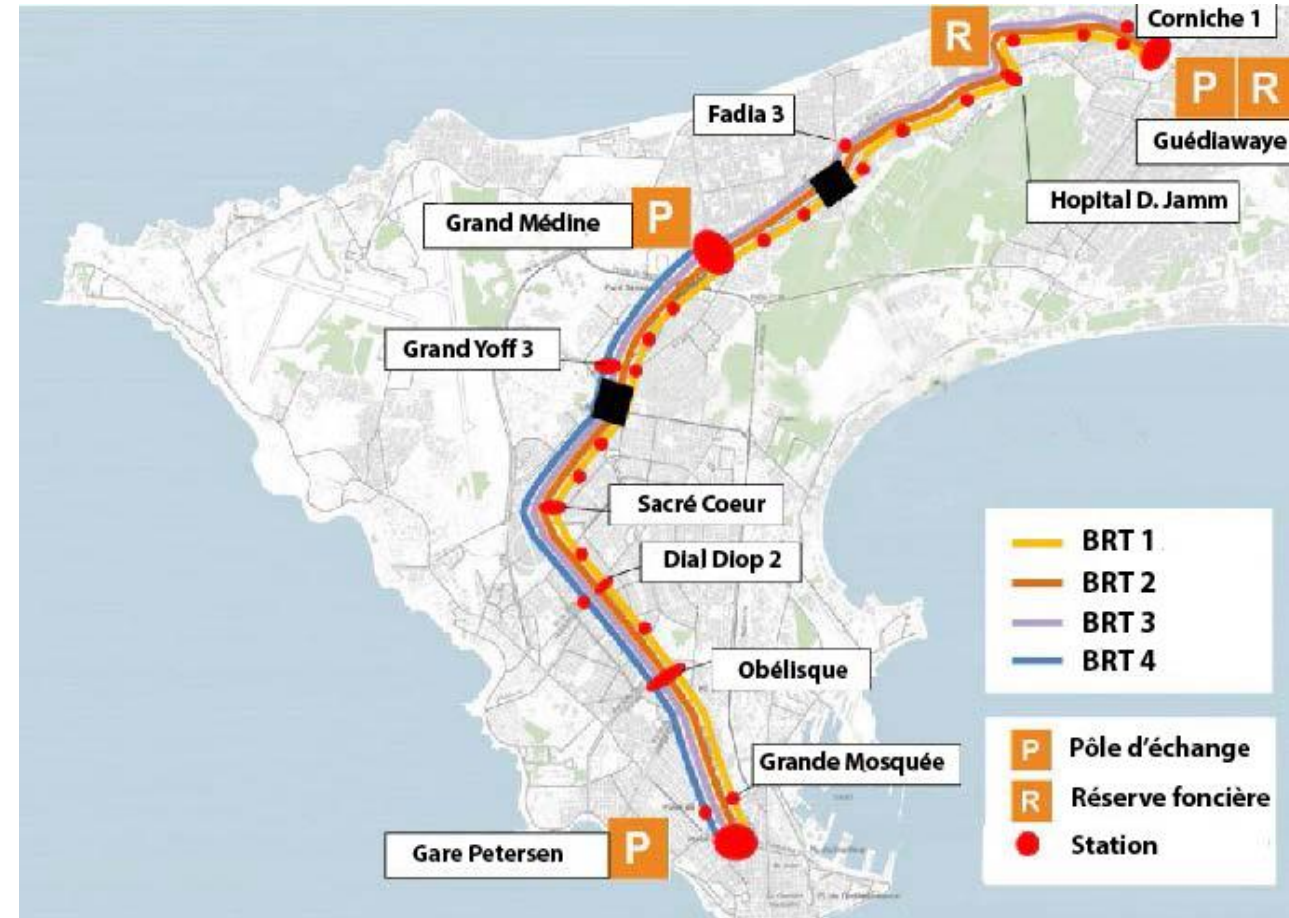 Corniche 1
R
P R
Guédiawaye
Fadia 3
Hopital D. Jamm
Grand Médine
P
Grand Yoff 3
Sacré Coeur
Dial Diop 2
Obélisque
Grande Mosquée
Gare Petersen
P
BRT 1
BRT 2
BRT 3
BRT 4
P Pôle d'échange
R Réserve foncière
Station